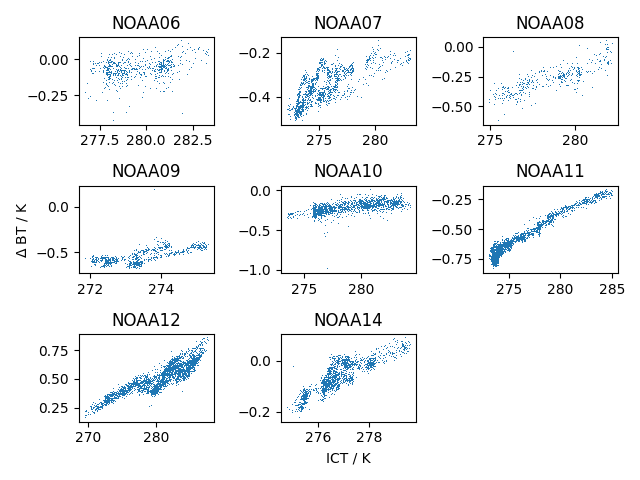 NOAA06 NOAA07 NOAA08
0.00 −0.25
277.5 280.0 282.5
−0.2 −0.4
275 280
0.00 −0.25 −0.50
275 280
NOAA09 NOAA10 NOAA11
Δ BT / K
0.0 −0.5
272 274
0.0 −0.5 −1.0
275 280
−0.25 −0.50 −0.75
275 280 285
NOAA12 NOAA14
0.75 0.50 0.25
270 280
0.0 −0.2
276 278
ICT / K